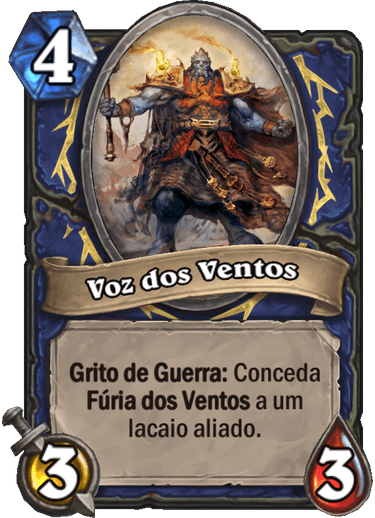 4
Voz dos Ventos
Grito de Guerra: Conceda
Fúria dos Ventos a um
lacaio aliado.
3 3